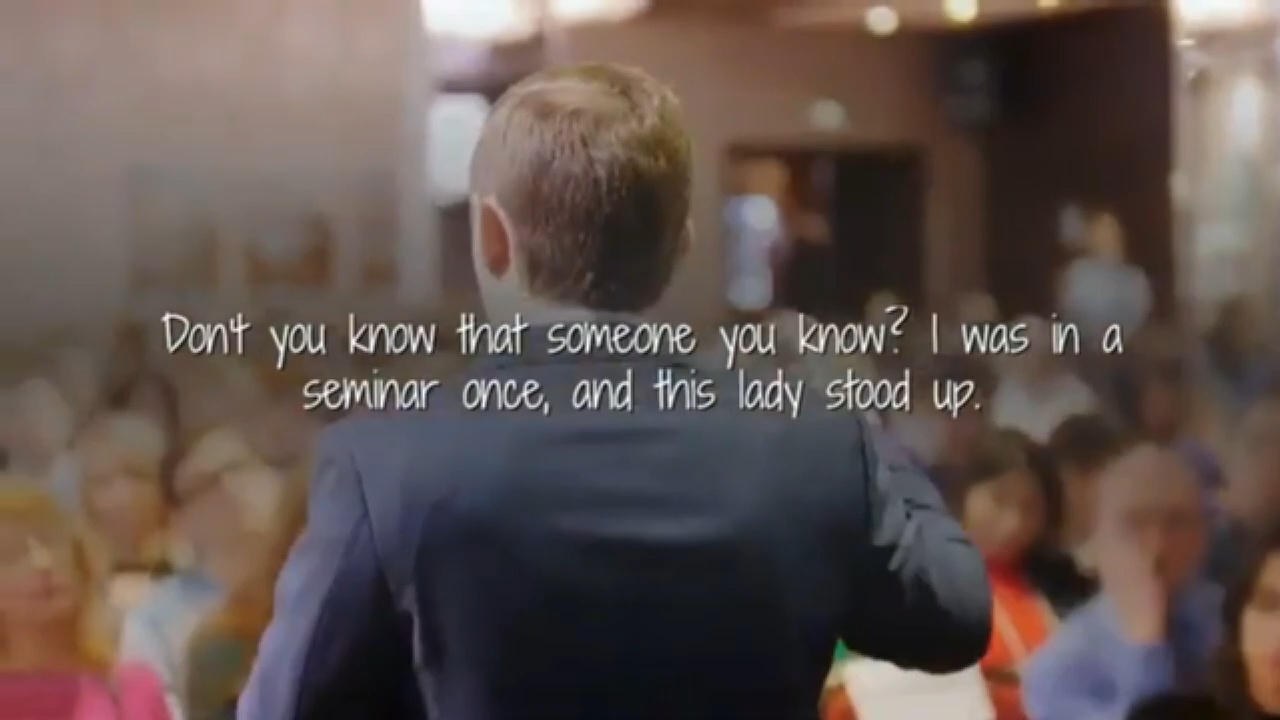 Don't you know that someone you know? I was in a
seminar once, and this lady stood up.